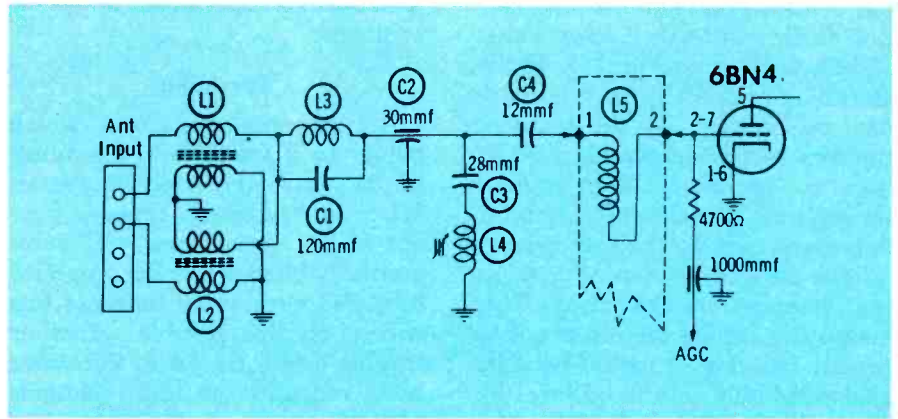 Ant
Input
L1
L2
L3
C1
120mmf
C2
30mmf
28mmf
C3
L4
C4
12mmf
1
L5
2
6BN4
5
2-7
1-6
4700Ω
1000mmf
AGC